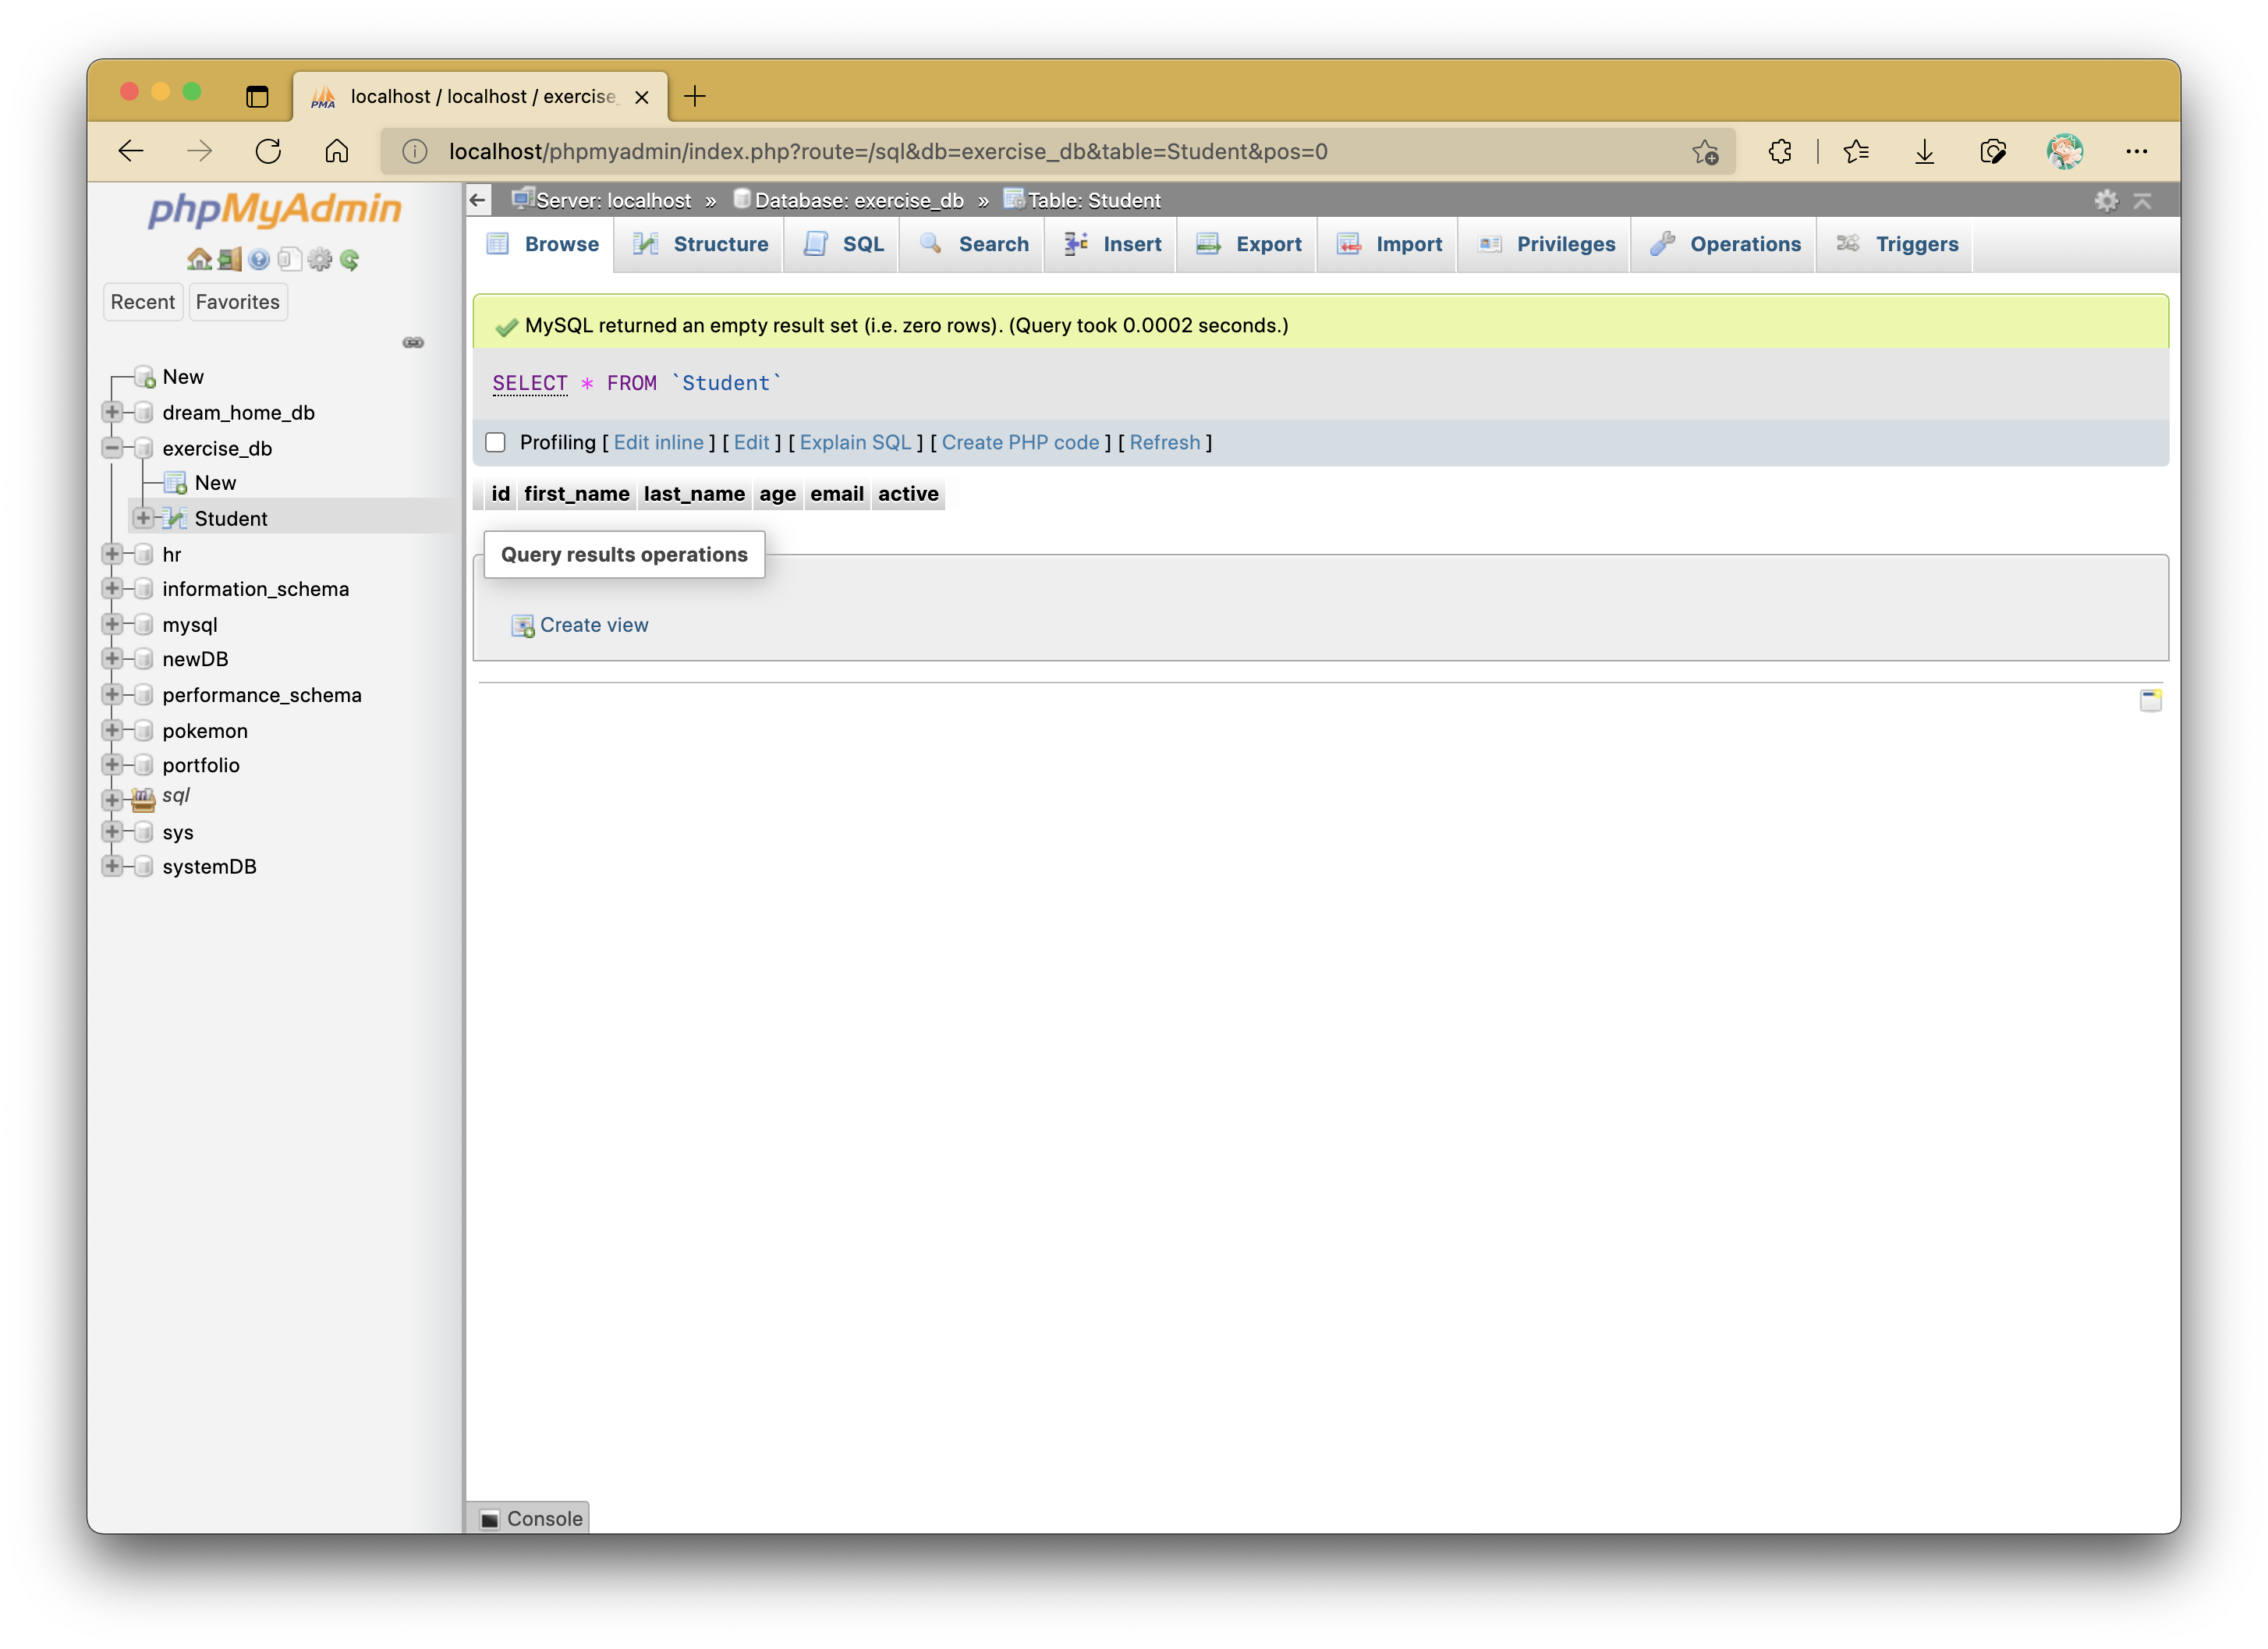 localhost / localhost / exercise_
localhost/phpmyadmin/index.php?route=/sql&db=exercise_db&table=Student&pos=0
phpMyAdmin
Recent Favorites
New
dream_home_db
exercise_db
New
Student
hr
information_schema
mysql
newDB
performance_schema
pokemon
portfolio
sql
sys
systemDB
Server: localhost » Database: exercise_db » Table: Student
Browse Structure SQL Search Insert Export Import Privileges Operations Triggers
MySQL returned an empty result set (i.e. zero rows). (Query took 0.0002 seconds.)
SELECT * FROM `Student`
Profiling [ Edit inline ] [ Edit ] [ Explain SQL ] [ Create PHP code ] [ Refresh ]
id first_name last_name age email active
Query results operations
Create view
Console